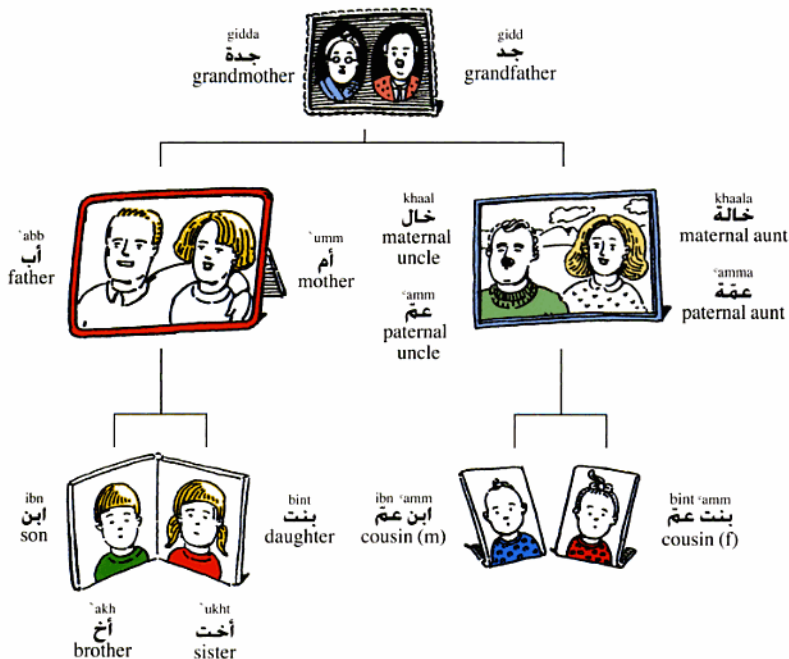 gidda
جدة
grandmother
gidd
جد
grandfather
`abb
أب
father
`umm
أم
mother
khaal
خال
maternal
uncle
ʿamm
عمّ
paternal
uncle
khaala
خالة
maternal aunt
ʿamma
عمّة
paternal aunt
ibn
ابن
son
bint
بنت
daughter
ibn ʿamm
ابن عمّ
cousin (m)
bint ʿamm
بنت عمّ
cousin (f)
`akh
أخ
brother
`ukht
أخت
sister